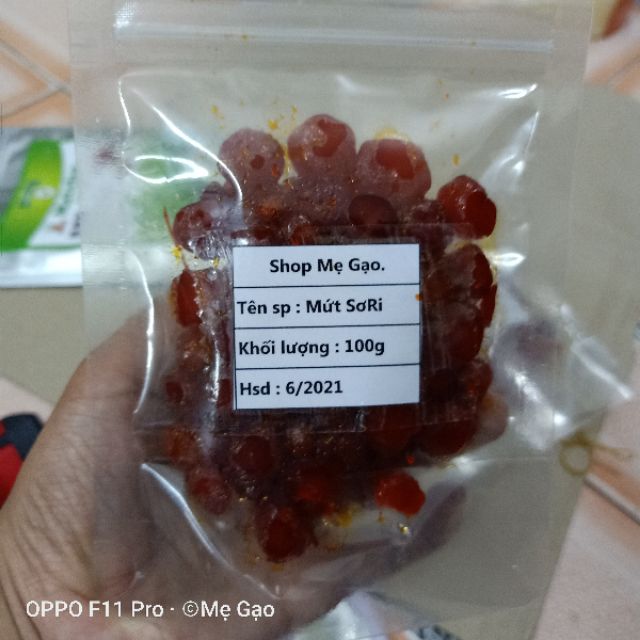 Shop Mẹ Gạo.
Tên sp : Mứt SơRi
Khối lượng : 100g
Hsd : 6/2021
OPPO F11 Pro · ©Mẹ Gạo